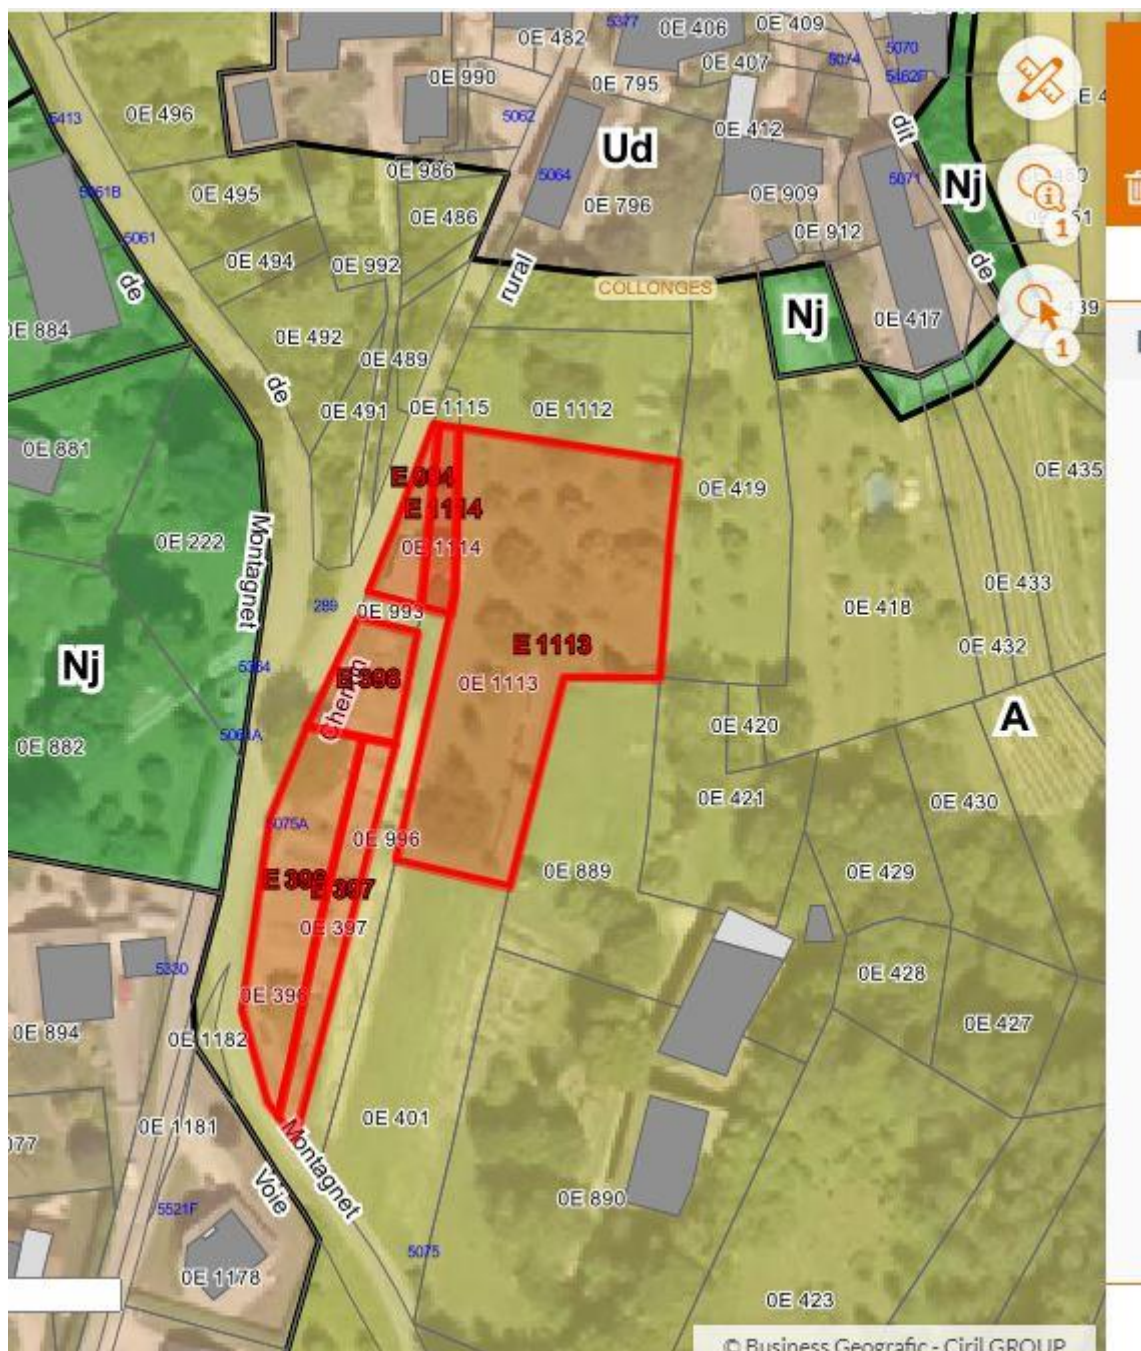 5377
0E 406
0E 409
0E 482
5070
5074
0E 407
5462F
0E 990
0E 795
0E 496
5413
5062
0E 412
dit
Ud
0E 986
5064
5071
Nj
5061B
0E 495
0E 909
0E 486
0E 796
1
0E 912
5061
0E 494
0E 992
de
rural
de
COLLONGES
Nj
0E 417
0E 884
0E 492
1
0E 489
de
0E 491
0E 1115
0E 1112
0E 881
0E 435
E 994
0E 419
E 1114
0E 222
0E 1114
Montagnet
0E 433
289
0E 993
0E 418
E 1113
0E 432
Nj
5364
E 398
0E 1113
Chemin
A
0E 420
0E 882
0E 421
0E 430
5075A
0E 996
0E 889
0E 429
E 396
E 397
0E 397
5330
0E 428
0E 396
0E 427
0E 894
0E 1182
0E 401
0E 1181
Montagnet
Voie
0E 890
5521F
5075
0E 1178
0E 423
© Business Geografic - Ciril GROUP